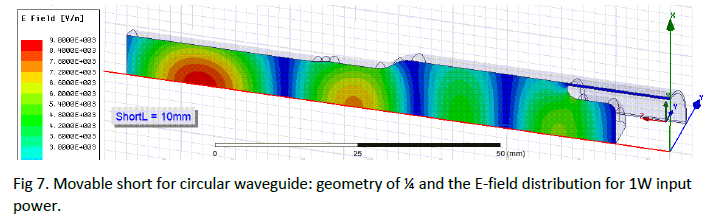 E Field [V/m]
9.0000E+003
8.4000E+003
7.8000E+003
7.2000E+003
6.6000E+003
6.0000E+003
5.4000E+003
4.8000E+003
4.2000E+003
3.6000E+003
3.0000E+003
ShortL = 10mm
X
Y
Y
0
25
50 (mm)
Fig 7. Movable short for circular waveguide: geometry of ¼ and the E-field distribution for 1W input
power.